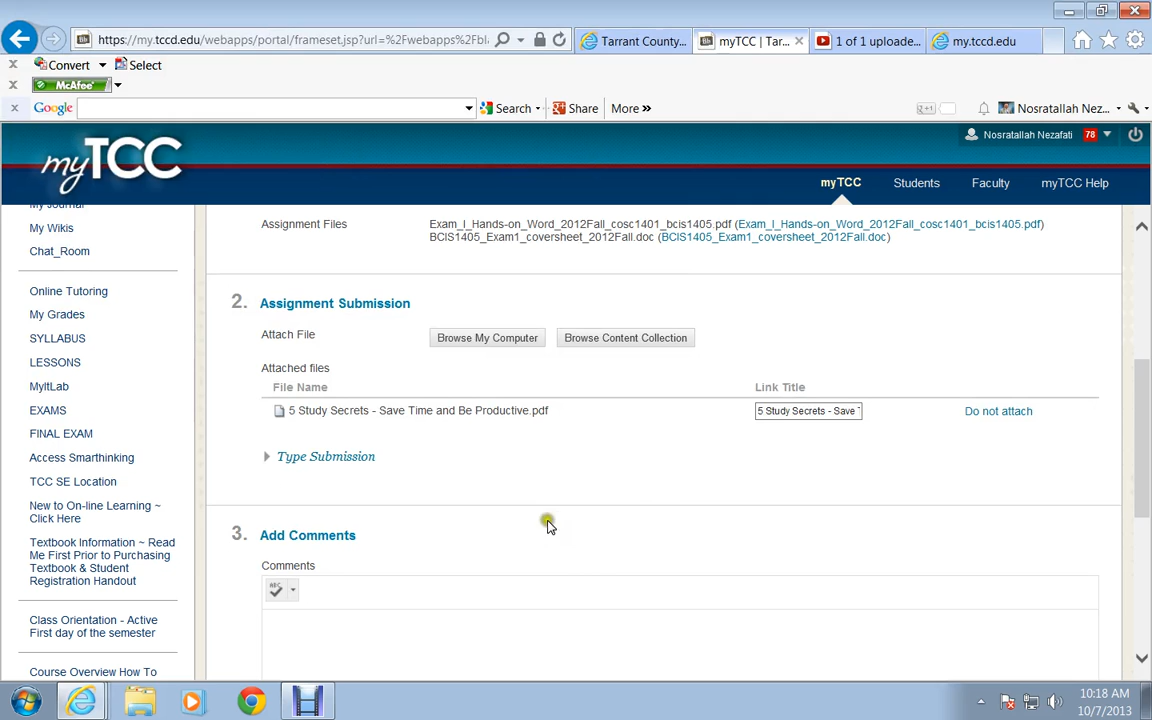 https://my.tccd.edu/webapps/portal/frameset.jsp?url=%2Fwebapps%2Fbl
Tarrant County...
myTCC | Tar...
1 of 1 uploade...
my.tccd.edu
Convert
Select
McAfee
Google
Search
Share
More »
Nosratallah Nez...
myTCC
Nosratallah Nezafati 78
myTCC
Students
Faculty
myTCC Help
My Journal
My Wikis
Chat_Room
Online Tutoring
My Grades
SYLLABUS
LESSONS
MyItLab
EXAMS
FINAL EXAM
Access Smarthinking
TCC SE Location
New to On-line Learning ~
Click Here
Textbook Information ~ Read
Me First Prior to Purchasing
Textbook & Student
Registration Handout
Class Orientation - Active
First day of the semester
Course Overview How To
Assignment Files
Exam_I_Hands-on_Word_2012Fall_cosc1401_bcis1405.pdf (Exam_I_Hands-on_Word_2012Fall_cosc1401_bcis1405.pdf)
BCIS1405_Exam1_coversheet_2012Fall.doc (BCIS1405_Exam1_coversheet_2012Fall.doc)
2. Assignment Submission
Attach File
Browse My Computer
Browse Content Collection
Attached files
File Name
Link Title
5 Study Secrets - Save Time and Be Productive.pdf
5 Study Secrets - Save
Do not attach
Type Submission
3. Add Comments
Comments
ABC
10:18 AM
10/7/2013